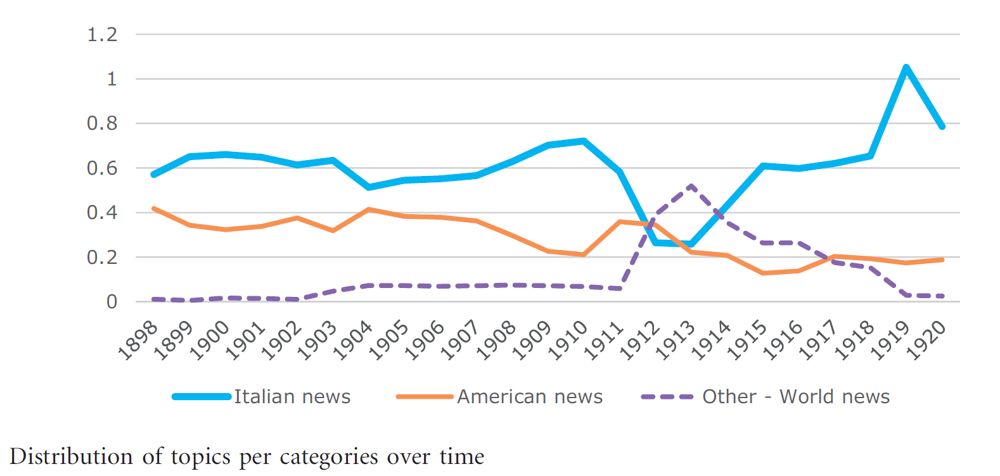 1.2
1
0.8
0.6
0.4
0.2
0
1898 1899 1900 1901 1902 1903 1904 1905 1906 1907 1908 1909 1910 1911 1912 1913 1914 1915 1916 1917 1918 1919 1920
Italian news American news Other - World news
Distribution of topics per categories over time